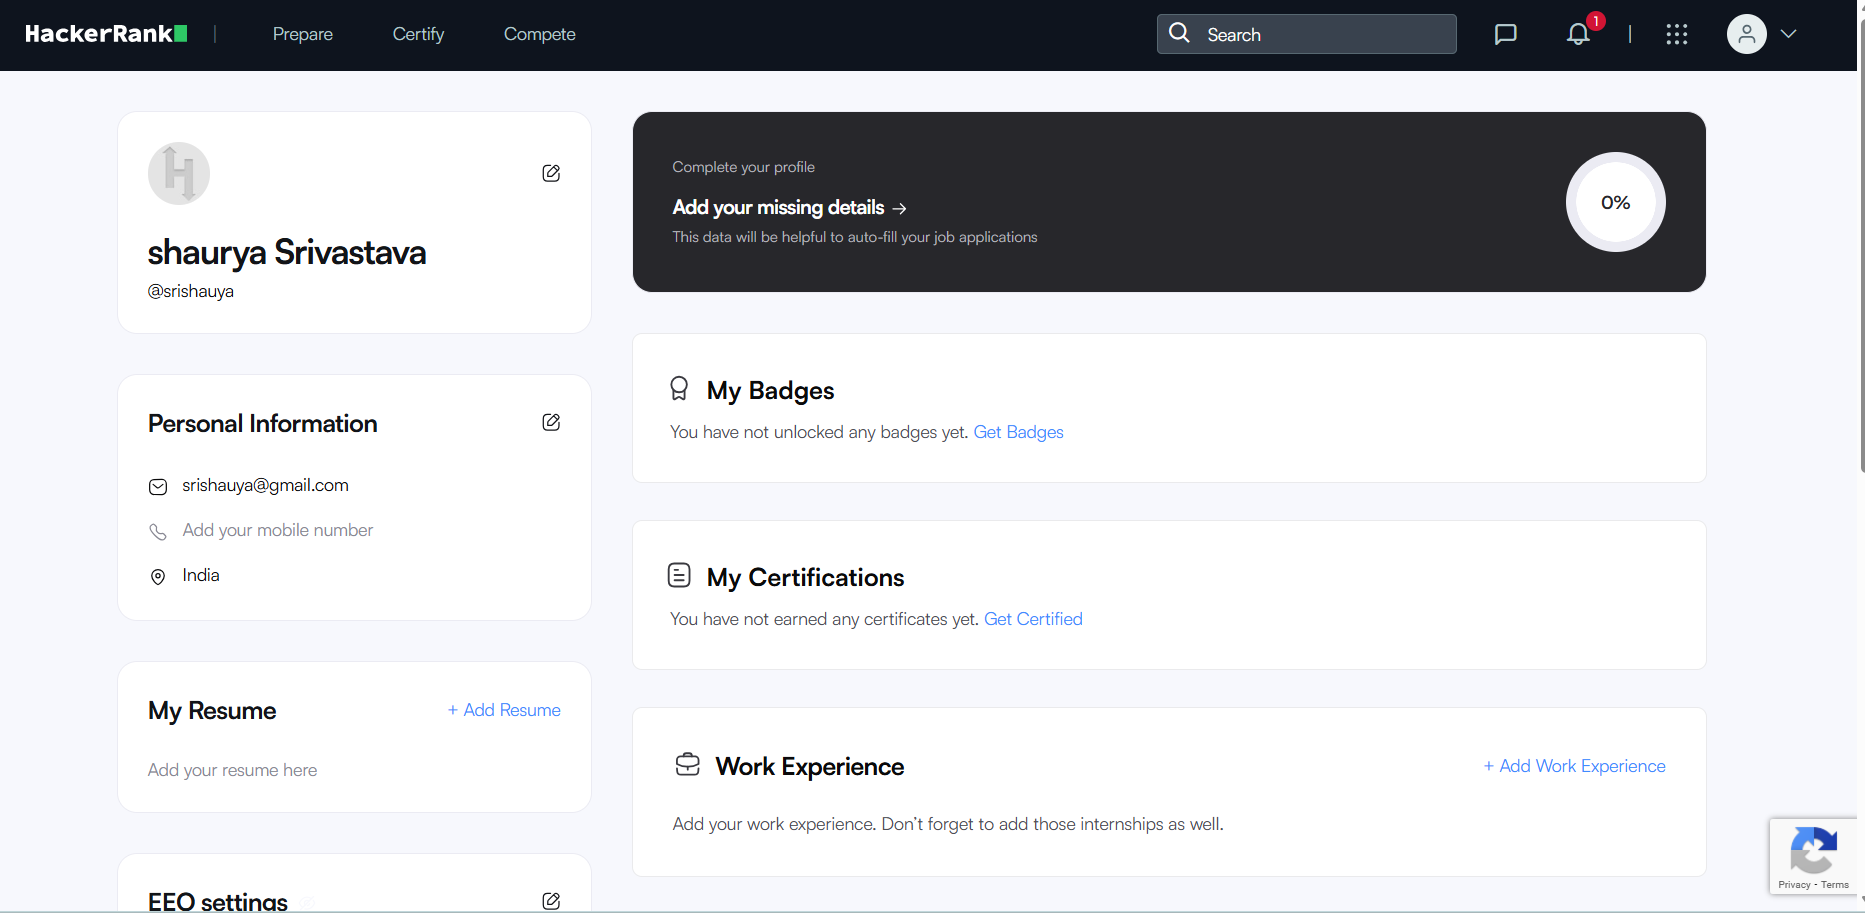 HackerRank
Prepare
Certify
Compete
Search
1
shaurya Srivastava
@srishauya
Personal Information
srishauya@gmail.com
Add your mobile number
India
My Resume
+ Add Resume
Add your resume here
EEO settings
Complete your profile
Add your missing details →
This data will be helpful to auto-fill your job applications
0%
My Badges
You have not unlocked any badges yet. Get Badges
My Certifications
You have not earned any certificates yet. Get Certified
Work Experience
+ Add Work Experience
Add your work experience. Don’t forget to add those internships as well.
Privacy - Terms